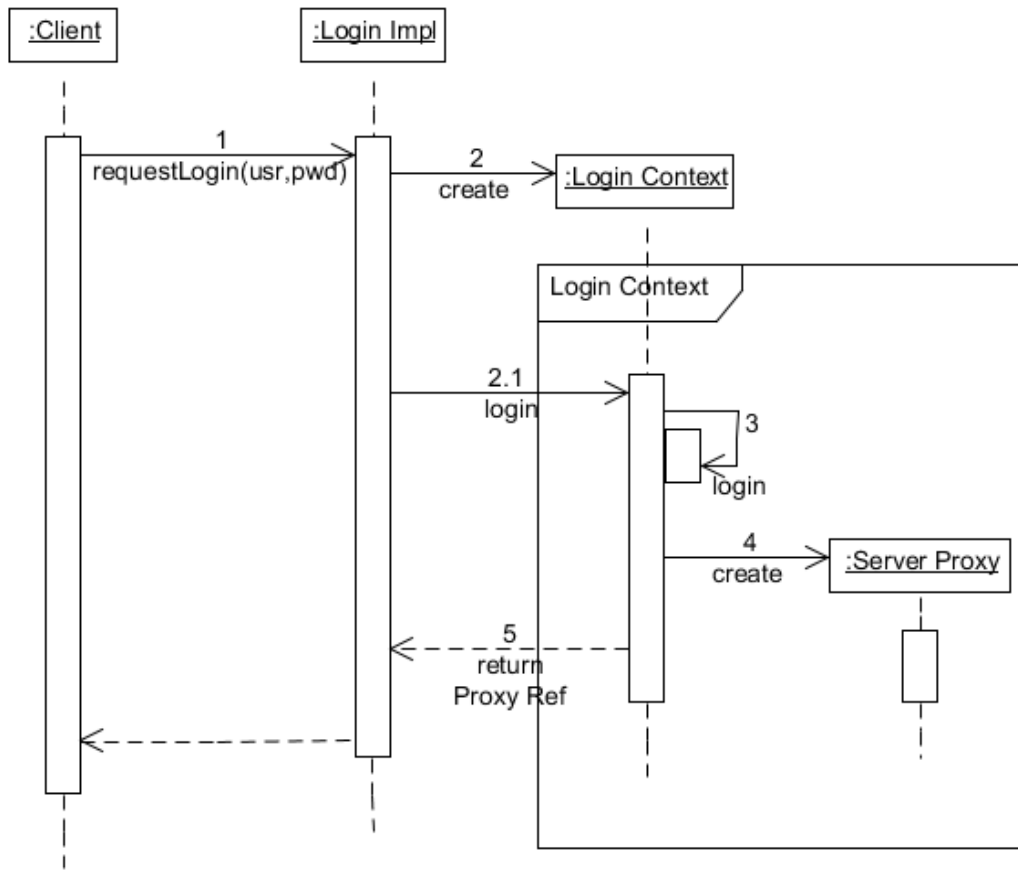 :Client
:Login Impl
1
requestLogin(usr,pwd)
2
create
:Login Context
Login Context
2.1
login
3
login
4
create
:Server Proxy
5
return
Proxy Ref